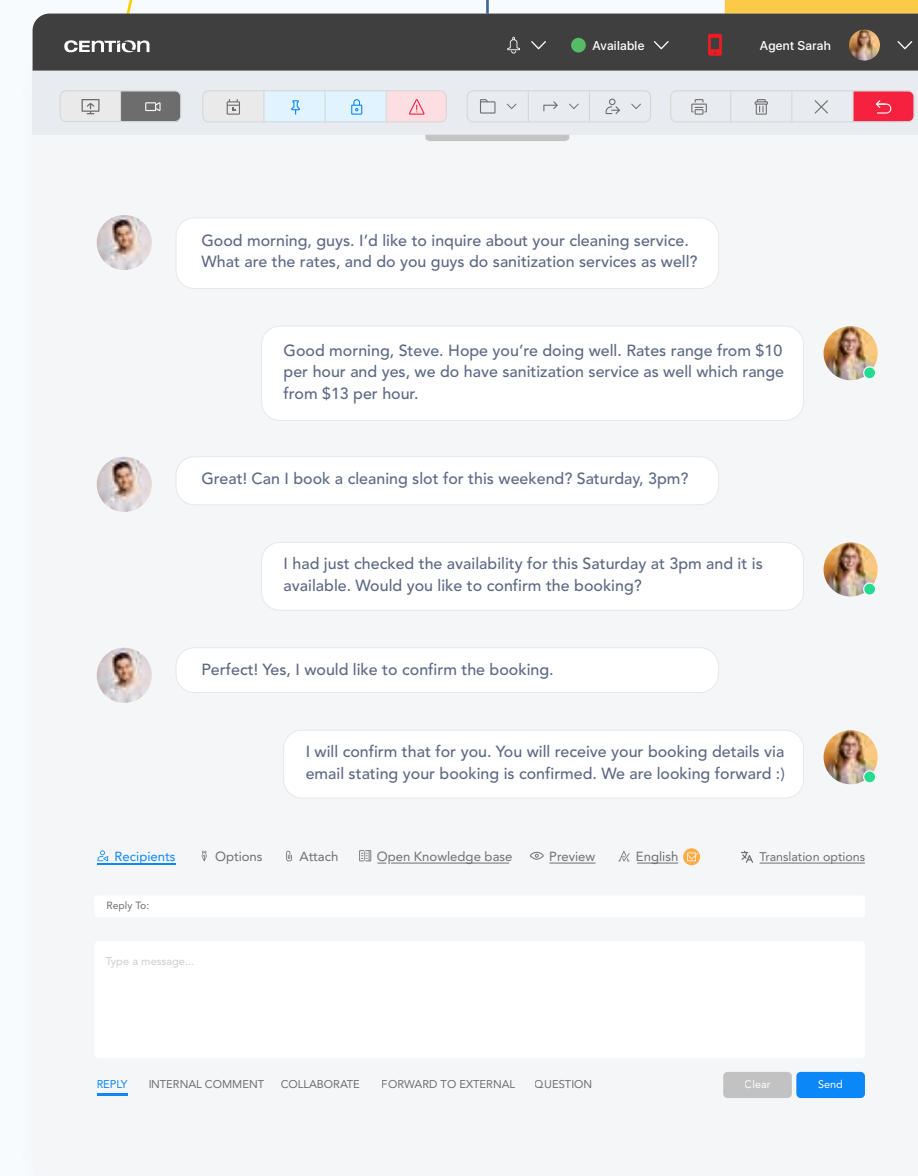 CENTION
Available
Agent Sarah
Good morning, guys. I’d like to inquire about your cleaning service.
What are the rates, and do you guys do sanitization services as well?
Good morning, Steve. Hope you’re doing well. Rates range from $10
per hour and yes, we do have sanitization service as well which range
from $13 per hour.
Great! Can I book a cleaning slot for this weekend? Saturday, 3pm?
I had just checked the availability for this Saturday at 3pm and it is
available. Would you like to confirm the booking?
Perfect! Yes, I would like to confirm the booking.
I will confirm that for you. You will receive your booking details via
email stating your booking is confirmed. We are looking forward :)
Recipients Options Attach Open Knowledge base Preview English Translation options
Reply To:
Type a message...
REPLY INTERNAL COMMENT COLLABORATE FORWARD TO EXTERNAL QUESTION Clear Send